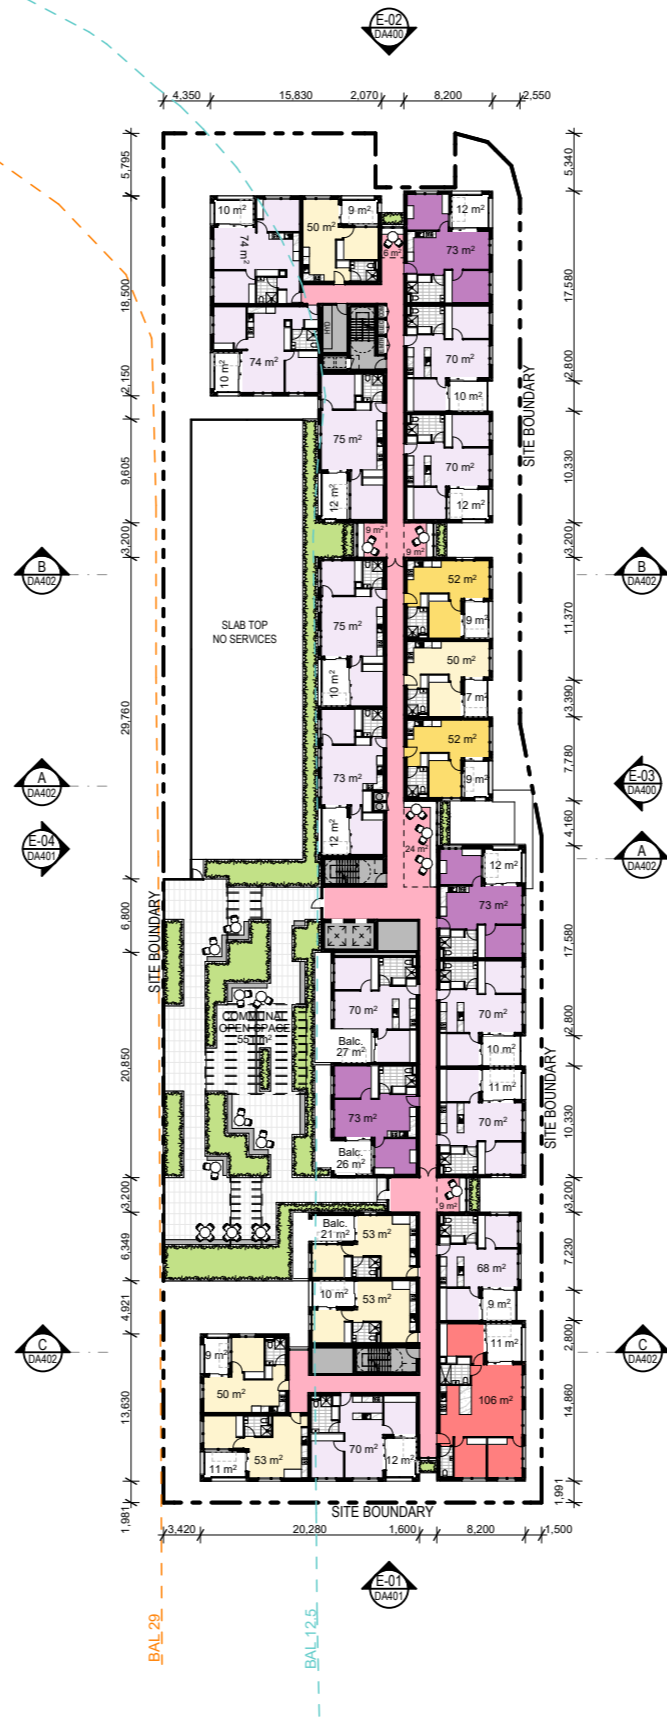 E-02
DA400
4,350
15,830
2,070
8,200
2,550
5,795
5,340
10 m²
50 m²
9 m²
12 m²
6 m²
74 m²
73 m²
18,500
17,580
HYD
74 m²
70 m²
10 m²
10 m²
2,150
2,800
SITE BOUNDARY
75 m²
70 m²
9,605
10,330
12 m²
12 m²
9 m²
9 m²
3,200
3,200
B
DA402
B
DA402
52 m²
75 m²
9 m²
11,370
SLAB TOP
NO SERVICES
50 m²
10 m²
7 m²
3,390
29,760
52 m²
7,780
73 m²
9 m²
A
DA402
E-03
DA400
12 m²
24 m²
4,160
E-04
DA401
A
DA402
12 m²
6,800
SITE BOUNDARY
73 m²
17,580
70 m²
70 m²
COMMUNAL
OPEN SPACE
551 m²
Balc.
27 m²
10 m²
2,800
SITE BOUNDARY
20,850
11 m²
73 m²
70 m²
10,330
Balc.
26 m²
3,200
9 m²
3,200
Balc.
21 m²
53 m²
6,349
68 m²
7,230
10 m²
53 m²
9 m²
4,921
2,800
C
DA402
9 m²
11 m²
C
DA402
50 m²
106 m²
13,630
14,860
53 m²
70 m²
11 m²
12 m²
1,981
1,991
SITE BOUNDARY
3,420
20,280
1,600
8,200
1,500
E-01
DA401
BAL 29
BAL 12.5